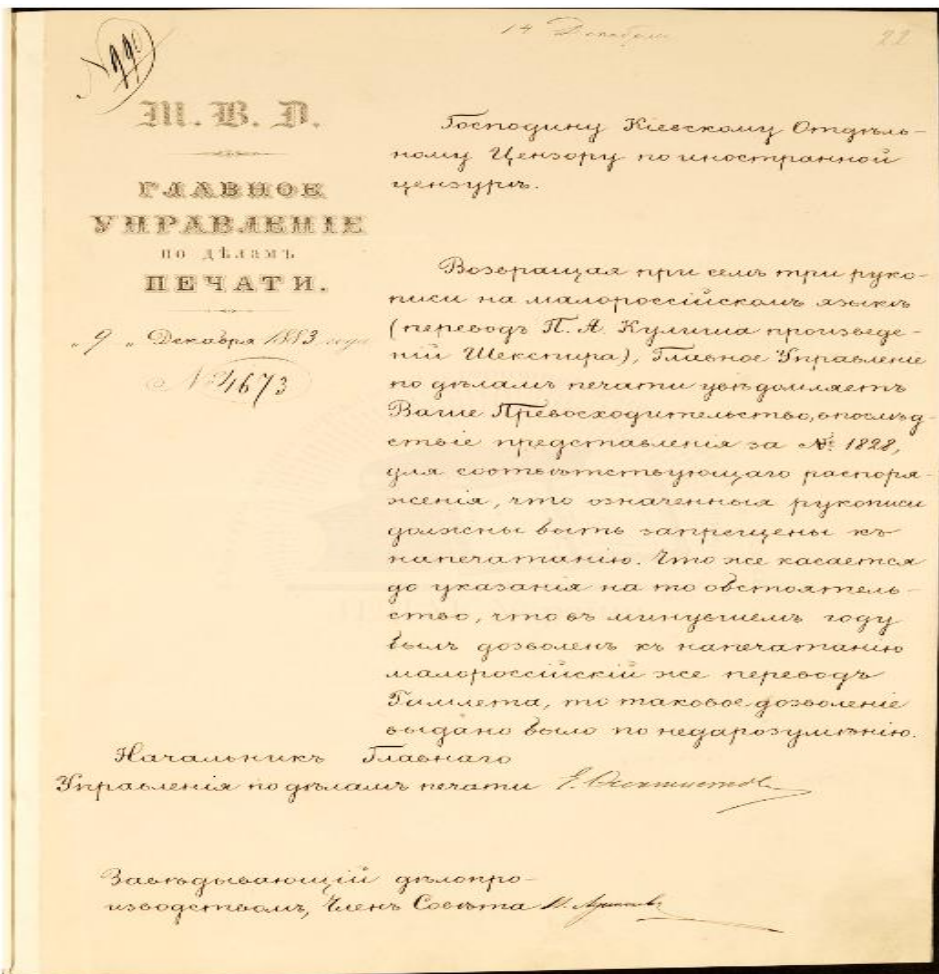 14 Декабря
22
М. В. Д.
ГЛАВНОЕ
УПРАВЛЕНІЕ
ПО ДѢЛАМЪ
ПЕЧАТИ.
„ 9 „ Декабря 1883 года
№ 4673
Господину Кіевскому Отдѣль-
ному Цензору по иностранной
цензурѣ.
Возвращая при семъ три руко-
писи на малороссійскомъ языкѣ
(переводъ П. А. Кулиша произведе-
ній Шекспира), Главное Управленіе
по дѣламъ печати увѣдомляетъ
Ваше Превосходительство, впослѣд-
ствіе представленія за № 1828,
для соотвѣтствующаго распоря-
женія, что означенныя рукописи
должны быть запрещены къ
напечатанію. Что же касается
до указанія на то обстоятель-
ство, что въ минувшемъ году
былъ дозволенъ къ напечатанію
малороссійскій же переводъ
Гамлета, то таковое дозволеніе
выдано было по недоразумѣнію.
Начальникъ Главнаго
Управленія по дѣламъ печати Е. Феоктистовъ
Завѣдывающій дѣлопро-
изводствомъ, Членъ Совѣта